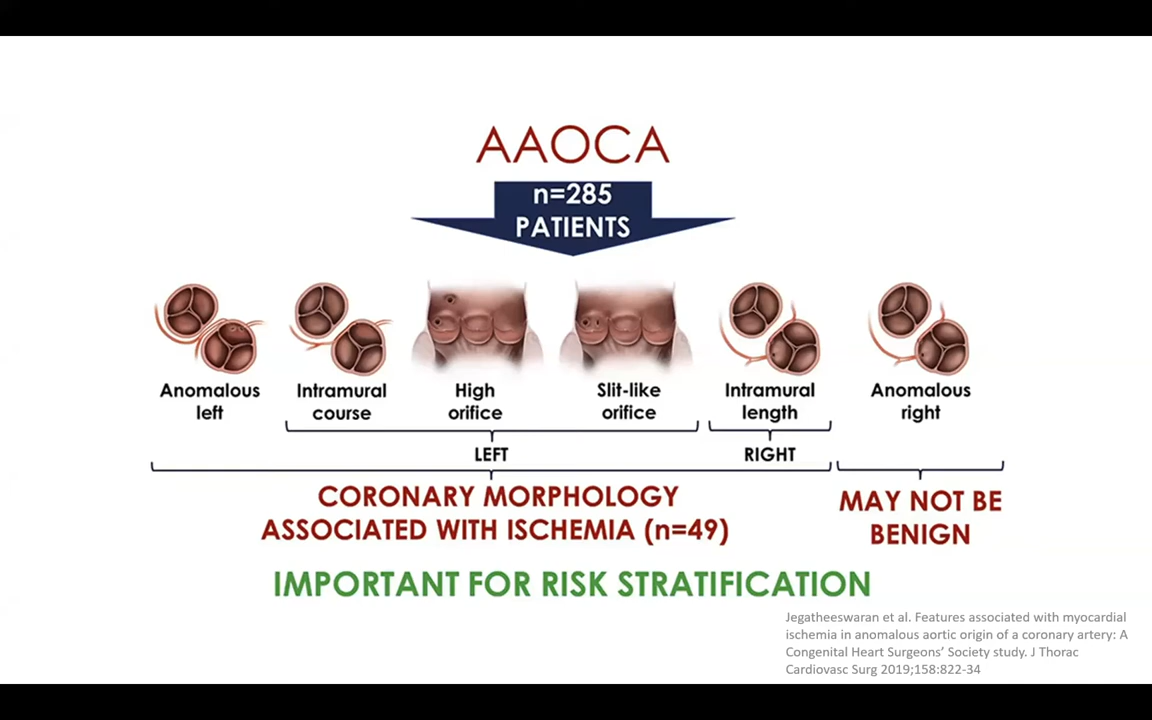 AAOCA
n=285
PATIENTS
Anomalous
left
Intramural
course
High
orifice
Slit-like
orifice
Intramural
length
Anomalous
right
LEFT
RIGHT
CORONARY MORPHOLOGY
ASSOCIATED WITH ISCHEMIA (n=49)
MAY NOT BE
BENIGN
IMPORTANT FOR RISK STRATIFICATION
Jegatheeswaran et al. Features associated with myocardial
ischemia in anomalous aortic origin of a coronary artery: A
Congenital Heart Surgeons’ Society study. J Thorac
Cardiovasc Surg 2019;158:822-34